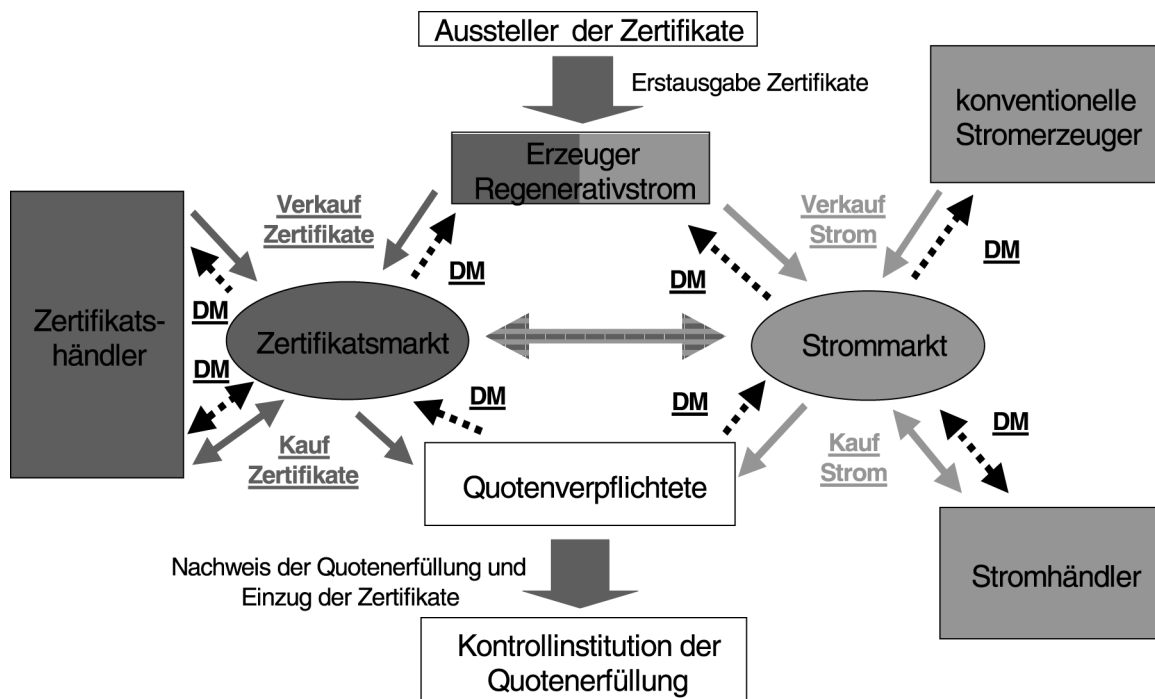 Aussteller der Zertifikate
Erstausgabe Zertifikate
konventionelle
Stromerzeuger
Erzeuger
Regenerativstrom
Verkauf
Zertifikate
Verkauf
Strom
DM
DM
DM
DM
Zertifikats-
händler
Zertifikatsmarkt
Strommarkt
DM
DM
DM
DM
Kauf
Zertifikate
Kauf
Strom
Quotenverpflichtete
Nachweis der Quotenerfüllung und
Einzug der Zertifikate
Stromhändler
Kontrollinstitution der
Quotenerfüllung